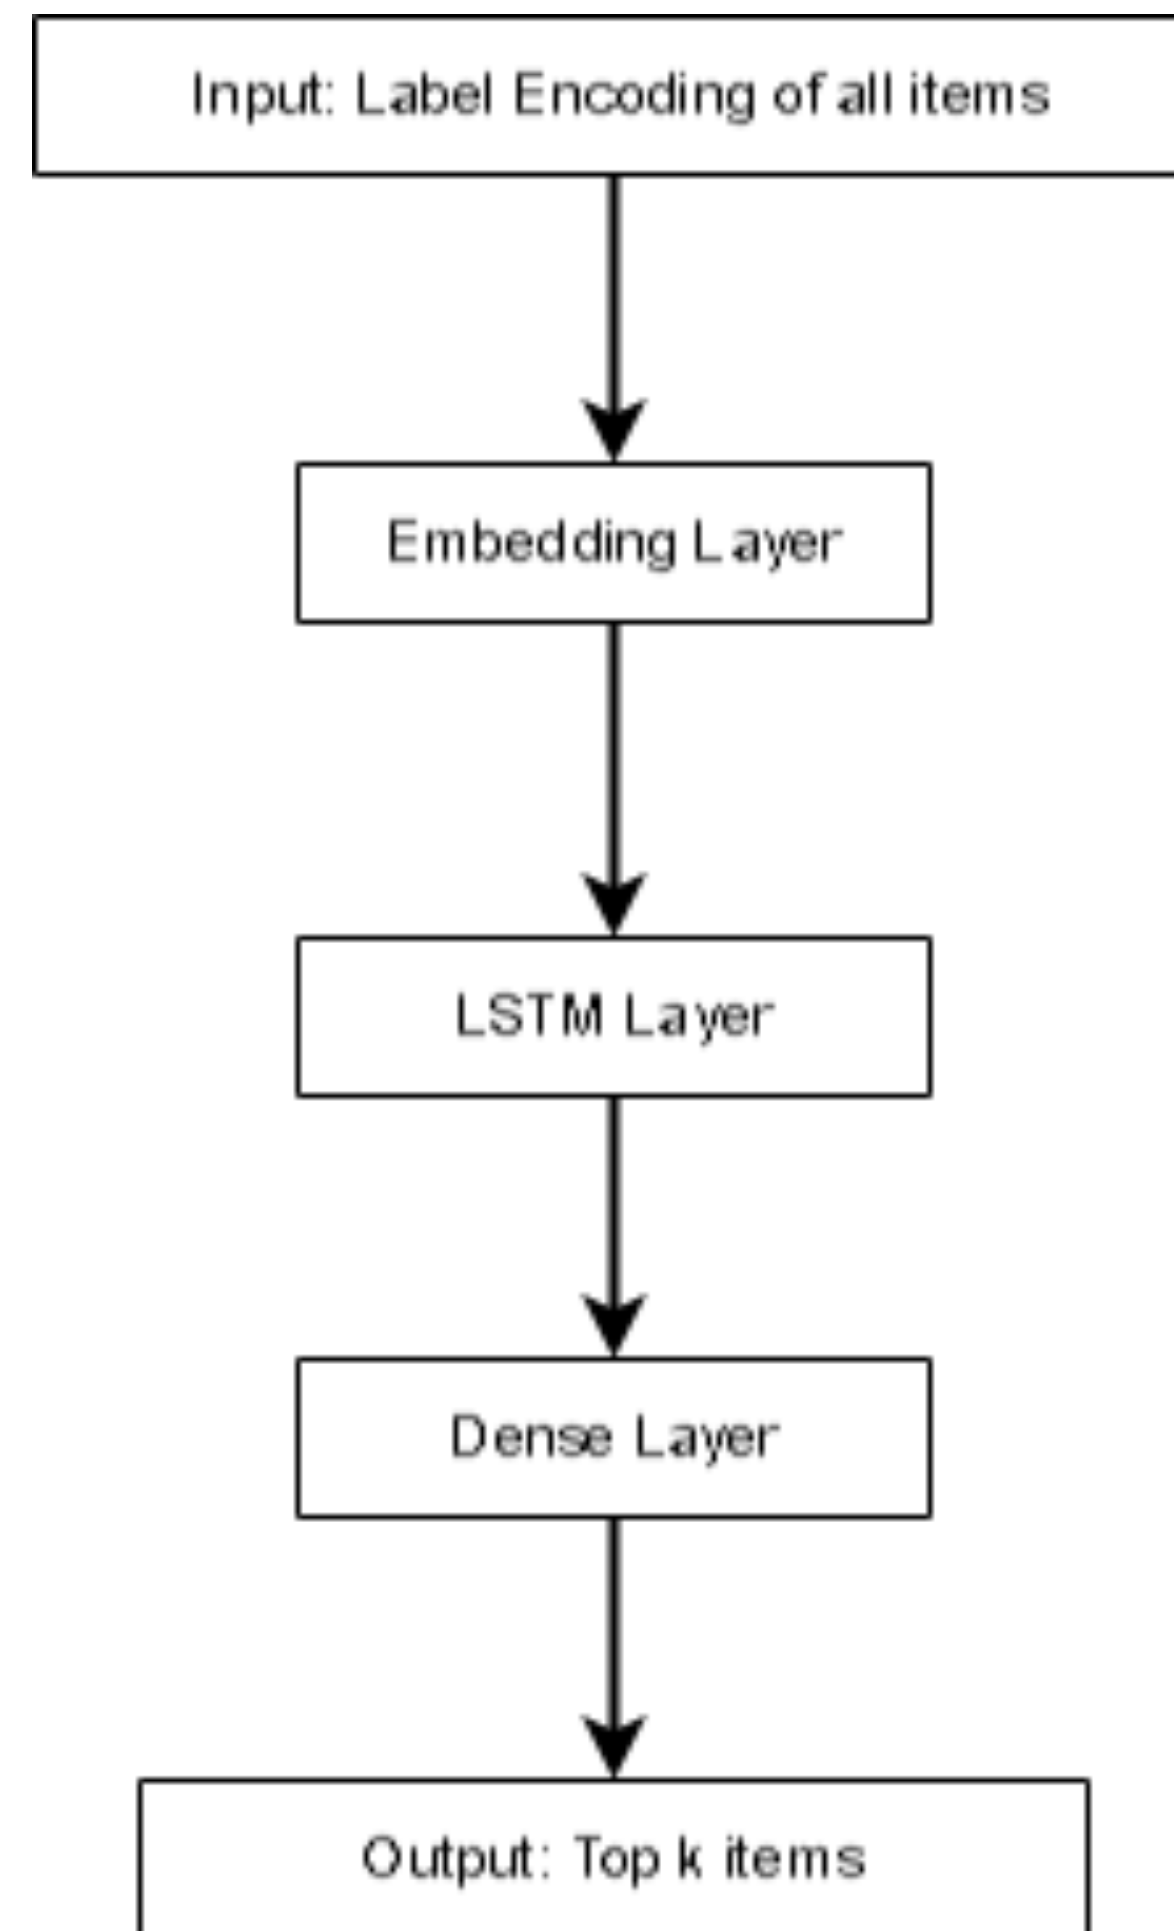 Input: Label Encoding of all items
Embedding Layer
LSTM Layer
Dense Layer
Output: Top k items